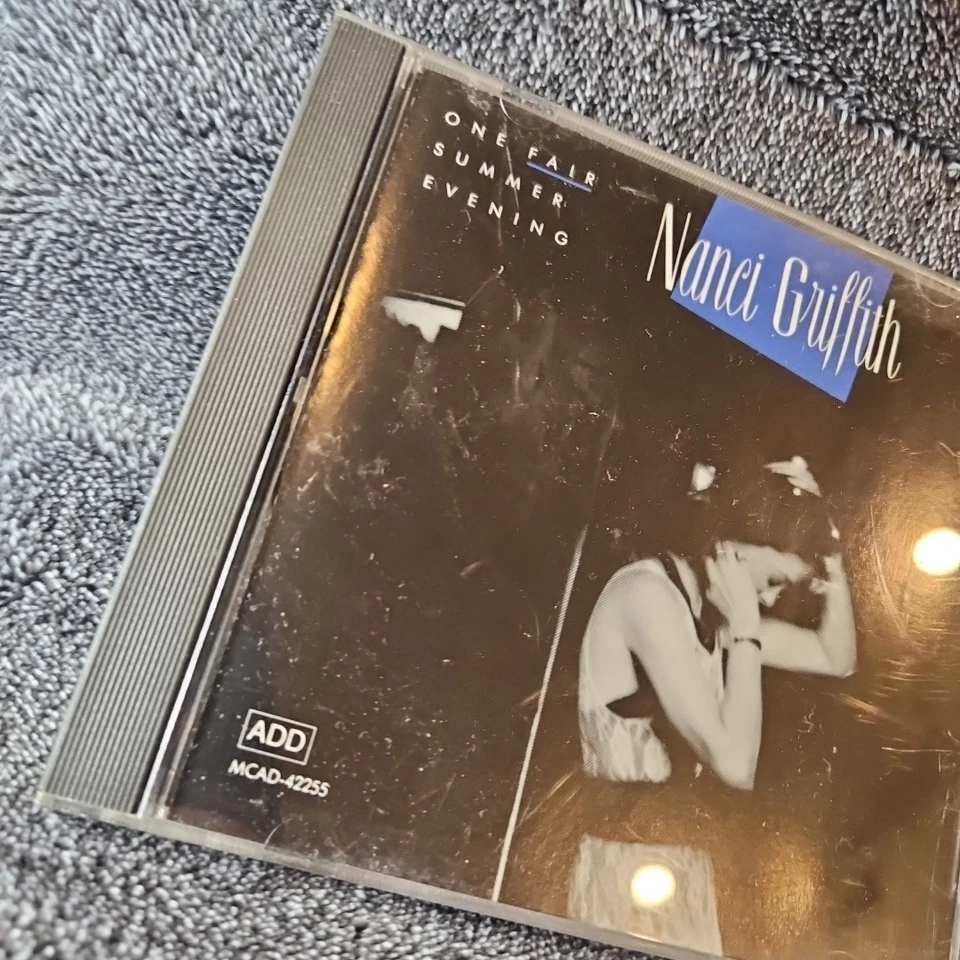 ONE FAIR
SUMMER
EVENING
Nanci Griffith
ADD
MCAD-42255